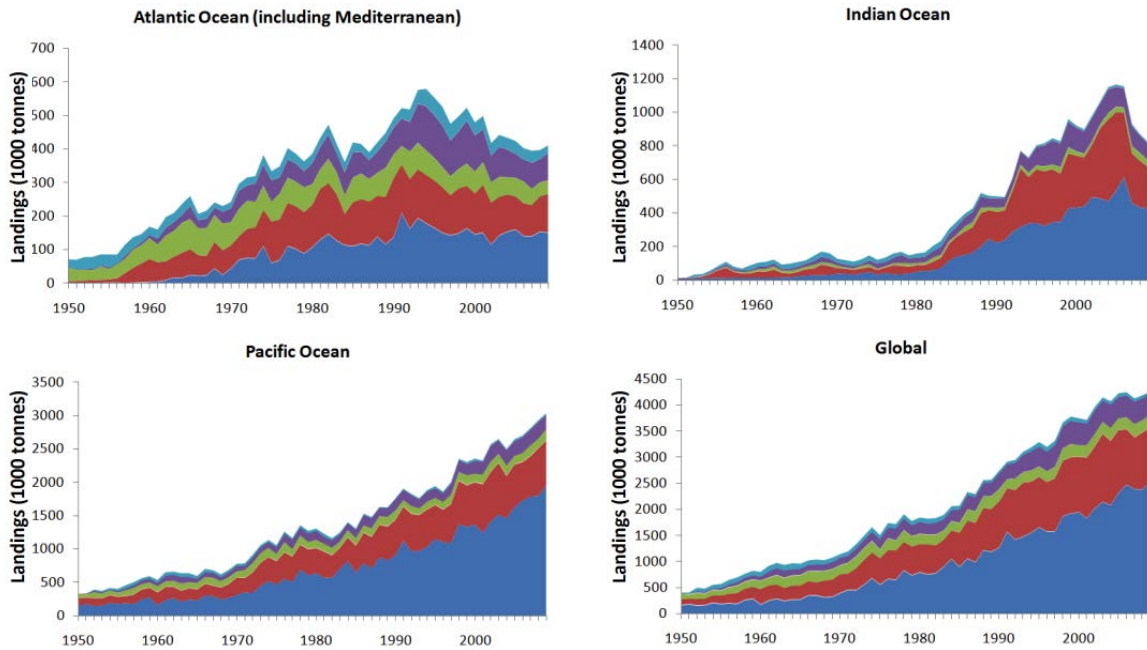 Atlantic Ocean (including Mediterranean)
Landings (1000 tonnes)
700
600
500
400
300
200
100
0
1950 1960 1970 1980 1990 2000
Indian Ocean
Landings (1000 tonnes)
1400
1200
1000
800
600
400
200
0
1950 1960 1970 1980 1990 2000
Pacific Ocean
Landings (1000 tonnes)
3500
3000
2500
2000
1500
1000
500
0
1950 1960 1970 1980 1990 2000
Global
Landings (1000 tonnes)
4500
4000
3500
3000
2500
2000
1500
1000
500
0
1950 1960 1970 1980 1990 2000